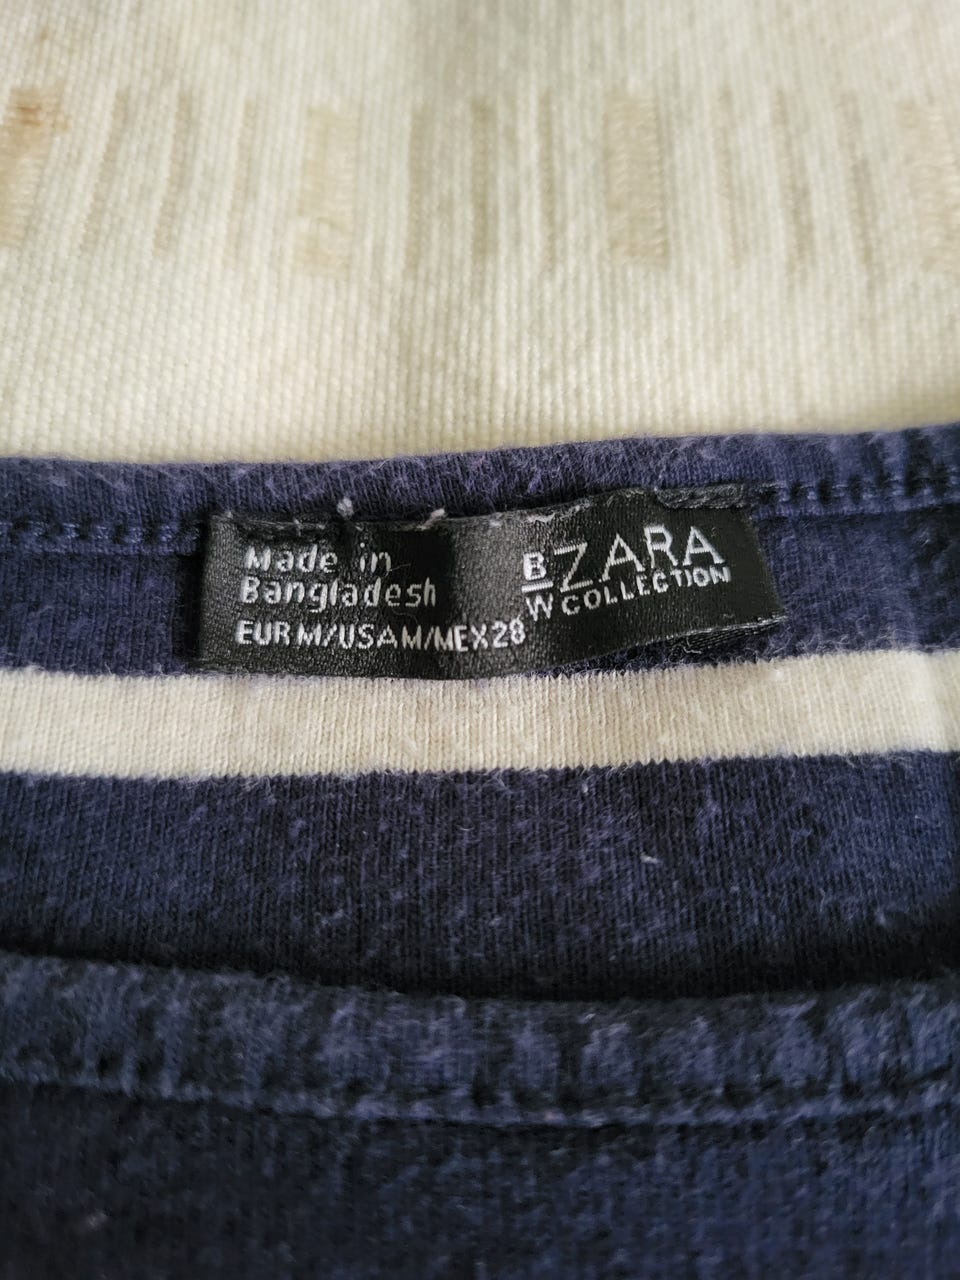 Made in
Bangladesh
EUR M/USA M/MEX 28
B ZARA
W COLLECTION